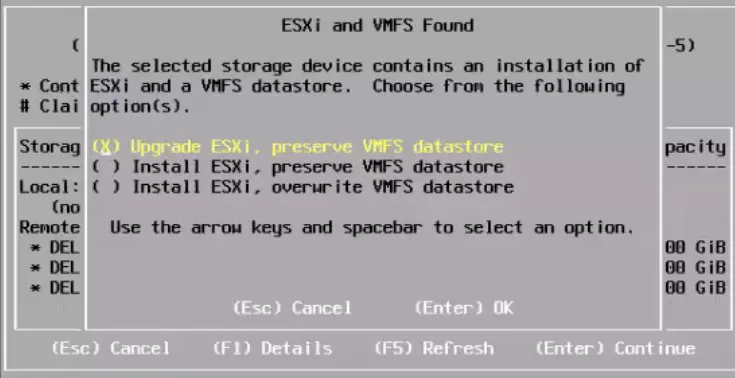 ESXi and VMFS Found
(
-5)
The selected storage device contains an installation of
* Cont ESXi and a VMFS datastore. Choose from the following
# Clai option(s).
Storag (X) Upgrade ESXi, preserve VMFS datastore pacity
------ ( ) Install ESXi, preserve VMFS datastore ------
Local: ( ) Install ESXi, overwrite VMFS datastore
(no
Remote Use the arrow keys and spacebar to select an option.
* DEL 00 GiB
* DEL 00 GiB
* DEL 00 GiB
(Esc) Cancel (Enter) OK
(Esc) Cancel (F1) Details (F5) Refresh (Enter) Continue